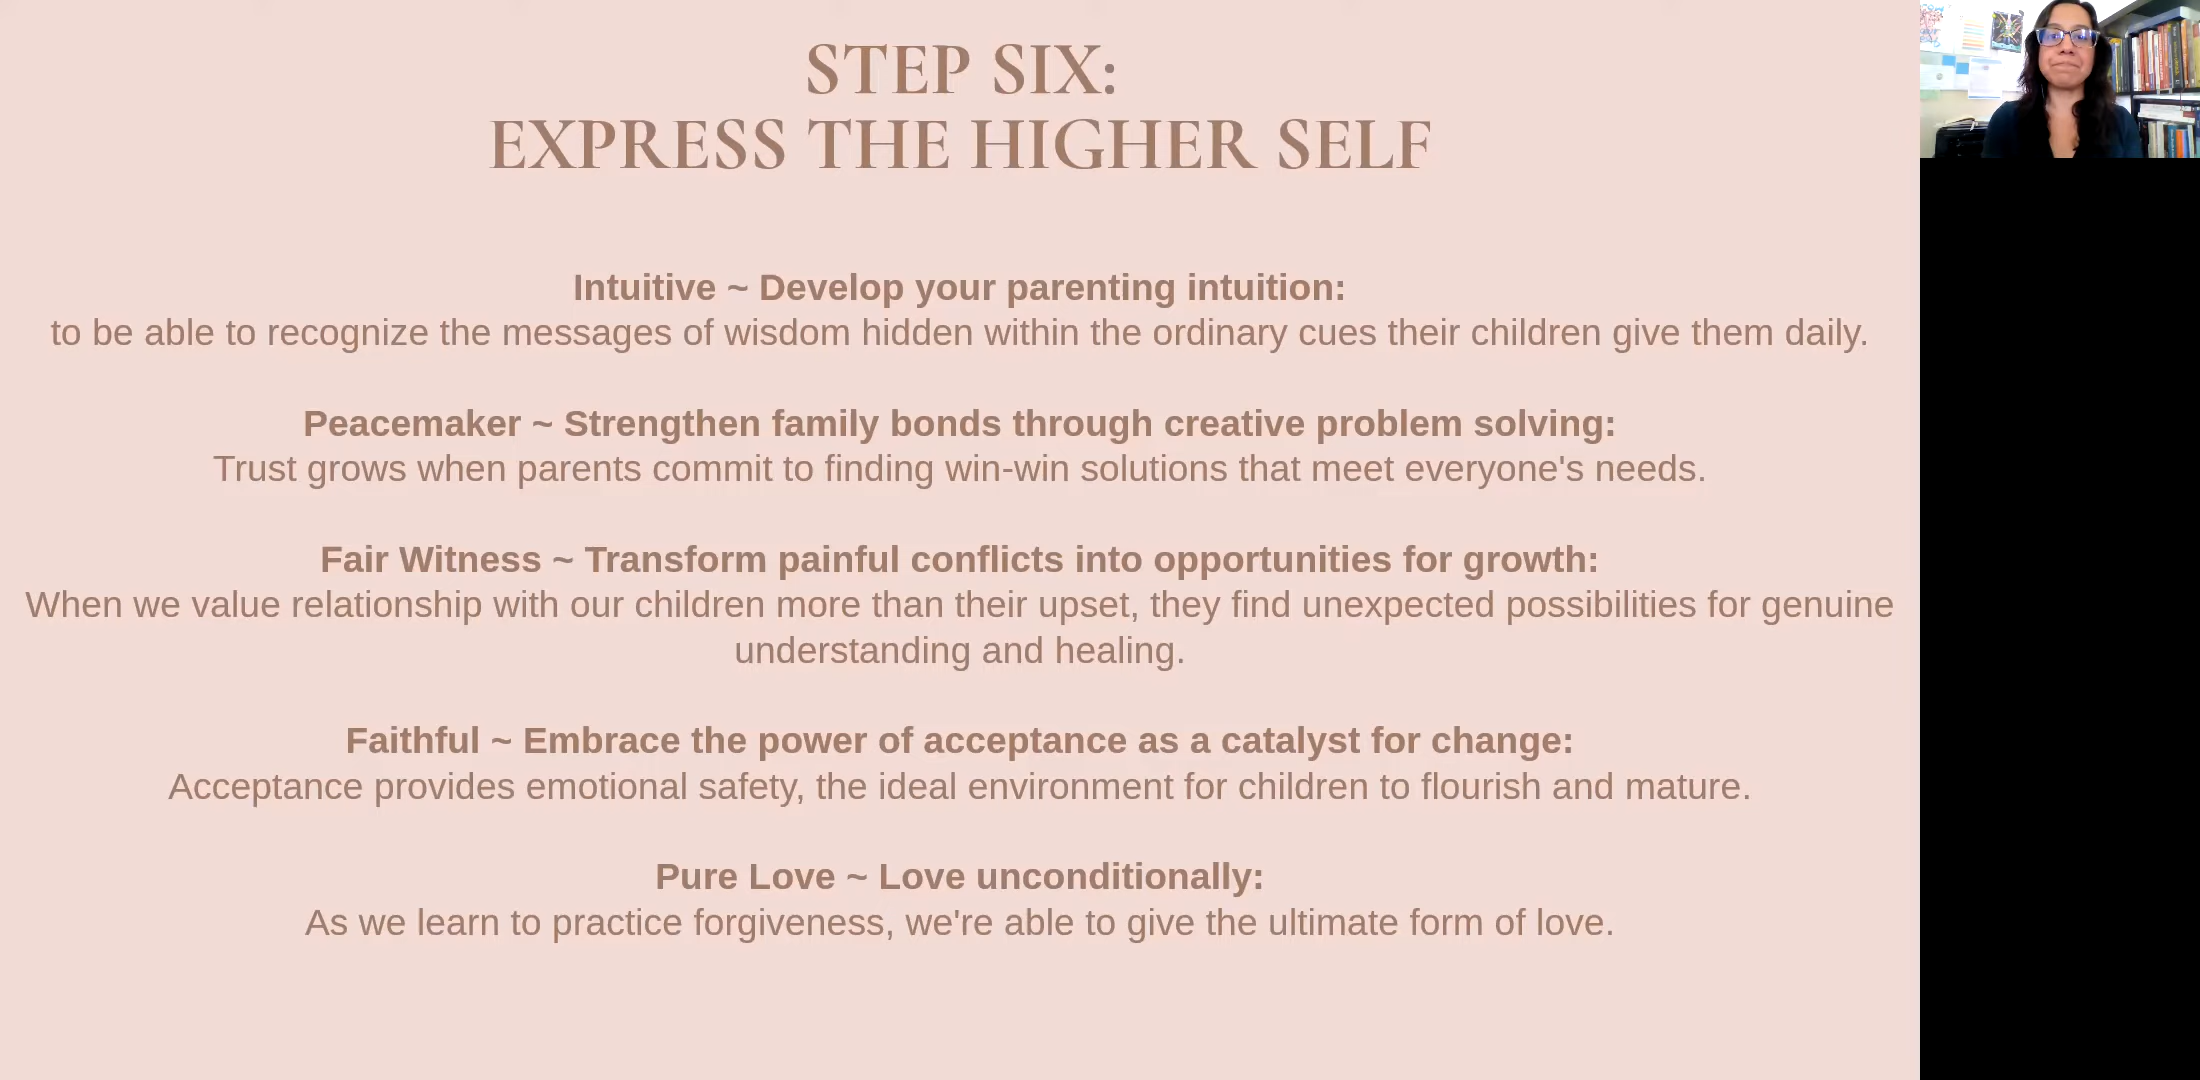 STEP SIX:
EXPRESS THE HIGHER SELF
Intuitive ~ Develop your parenting intuition:
to be able to recognize the messages of wisdom hidden within the ordinary cues their children give them daily.
Peacemaker ~ Strengthen family bonds through creative problem solving:
Trust grows when parents commit to finding win-win solutions that meet everyone's needs.
Fair Witness ~ Transform painful conflicts into opportunities for growth:
When we value relationship with our children more than their upset, they find unexpected possibilities for genuine
understanding and healing.
Faithful ~ Embrace the power of acceptance as a catalyst for change:
Acceptance provides emotional safety, the ideal environment for children to flourish and mature.
Pure Love ~ Love unconditionally:
As we learn to practice forgiveness, we're able to give the ultimate form of love.